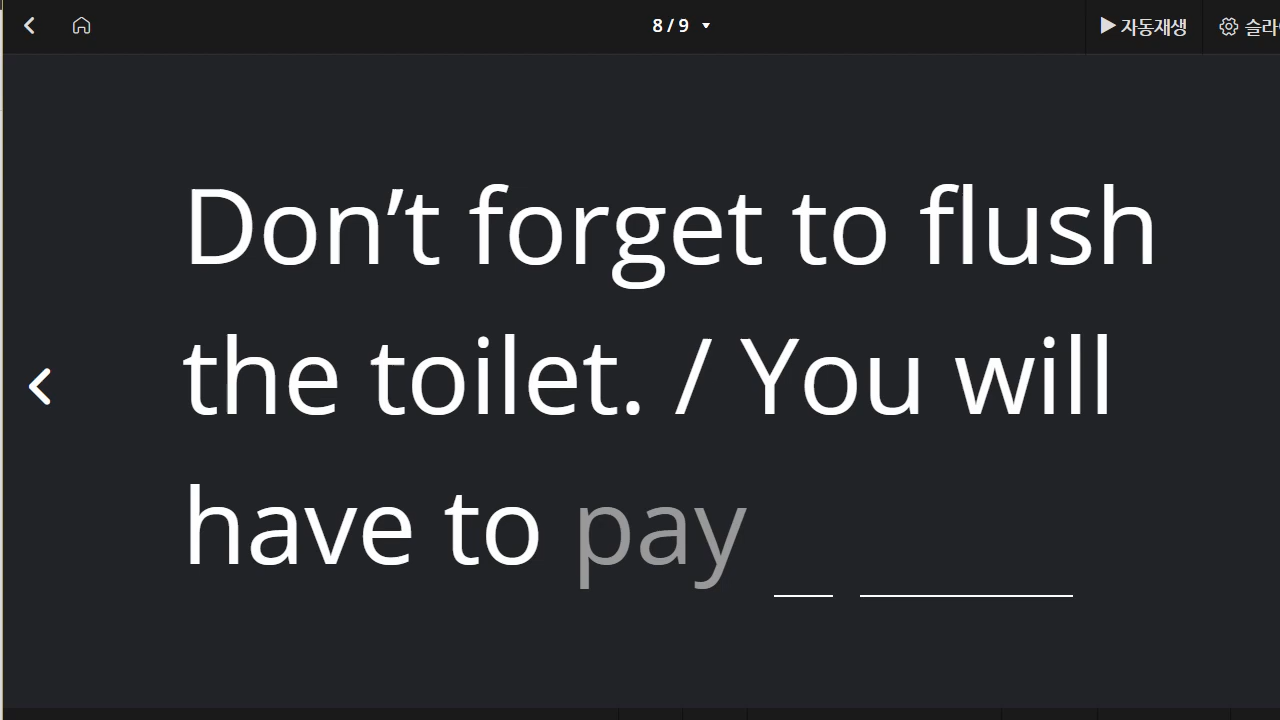 8 / 9
자동재생
Don’t forget to flush
the toilet. / You will
have to pay